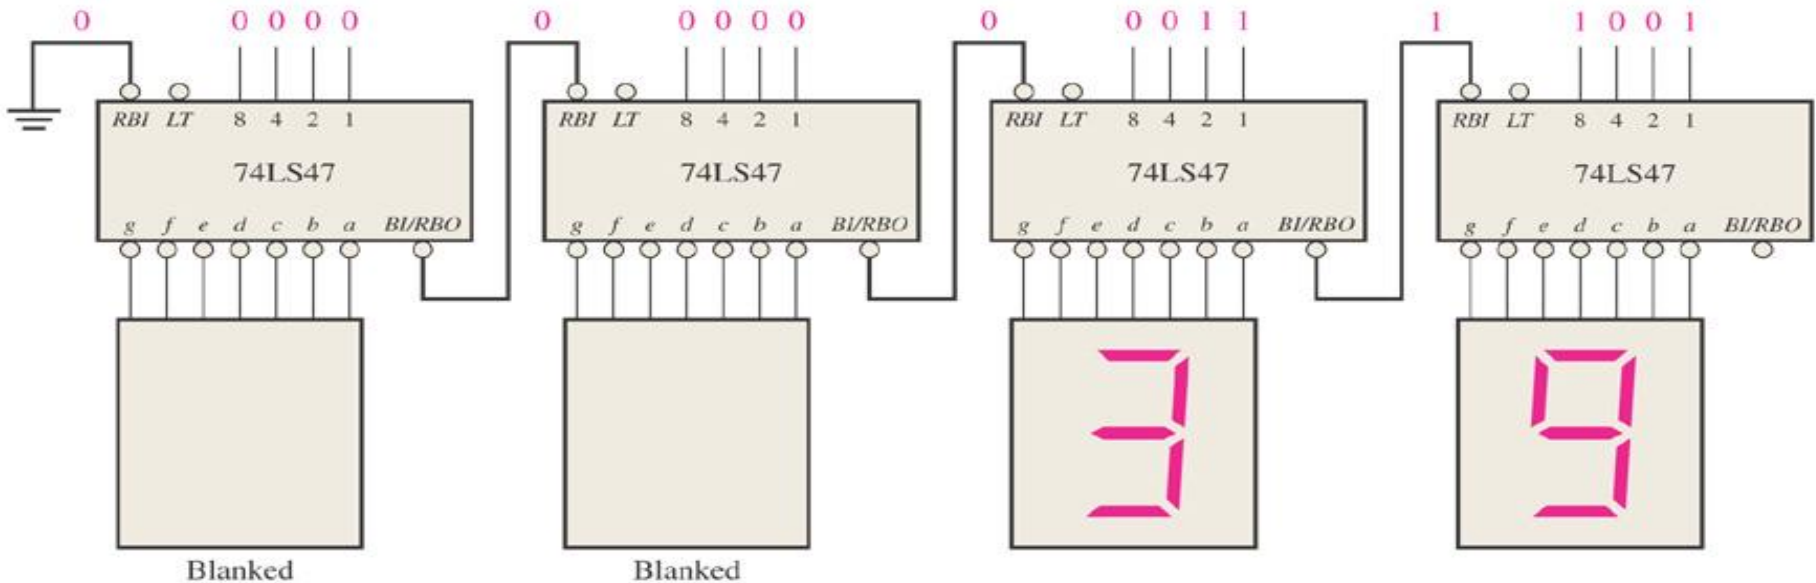 0 0 0 0 0 0 0 0 0 0 0 0 0 1 1 1 1 0 0 1
RBI LT 8 4 2 1 RBI LT 8 4 2 1 RBI LT 8 4 2 1 RBI LT 8 4 2 1
74LS47 74LS47 74LS47 74LS47
g f e d c b a BI/RBO g f e d c b a BI/RBO g f e d c b a BI/RBO g f e d c b a BI/RBO
3 9
Blanked Blanked